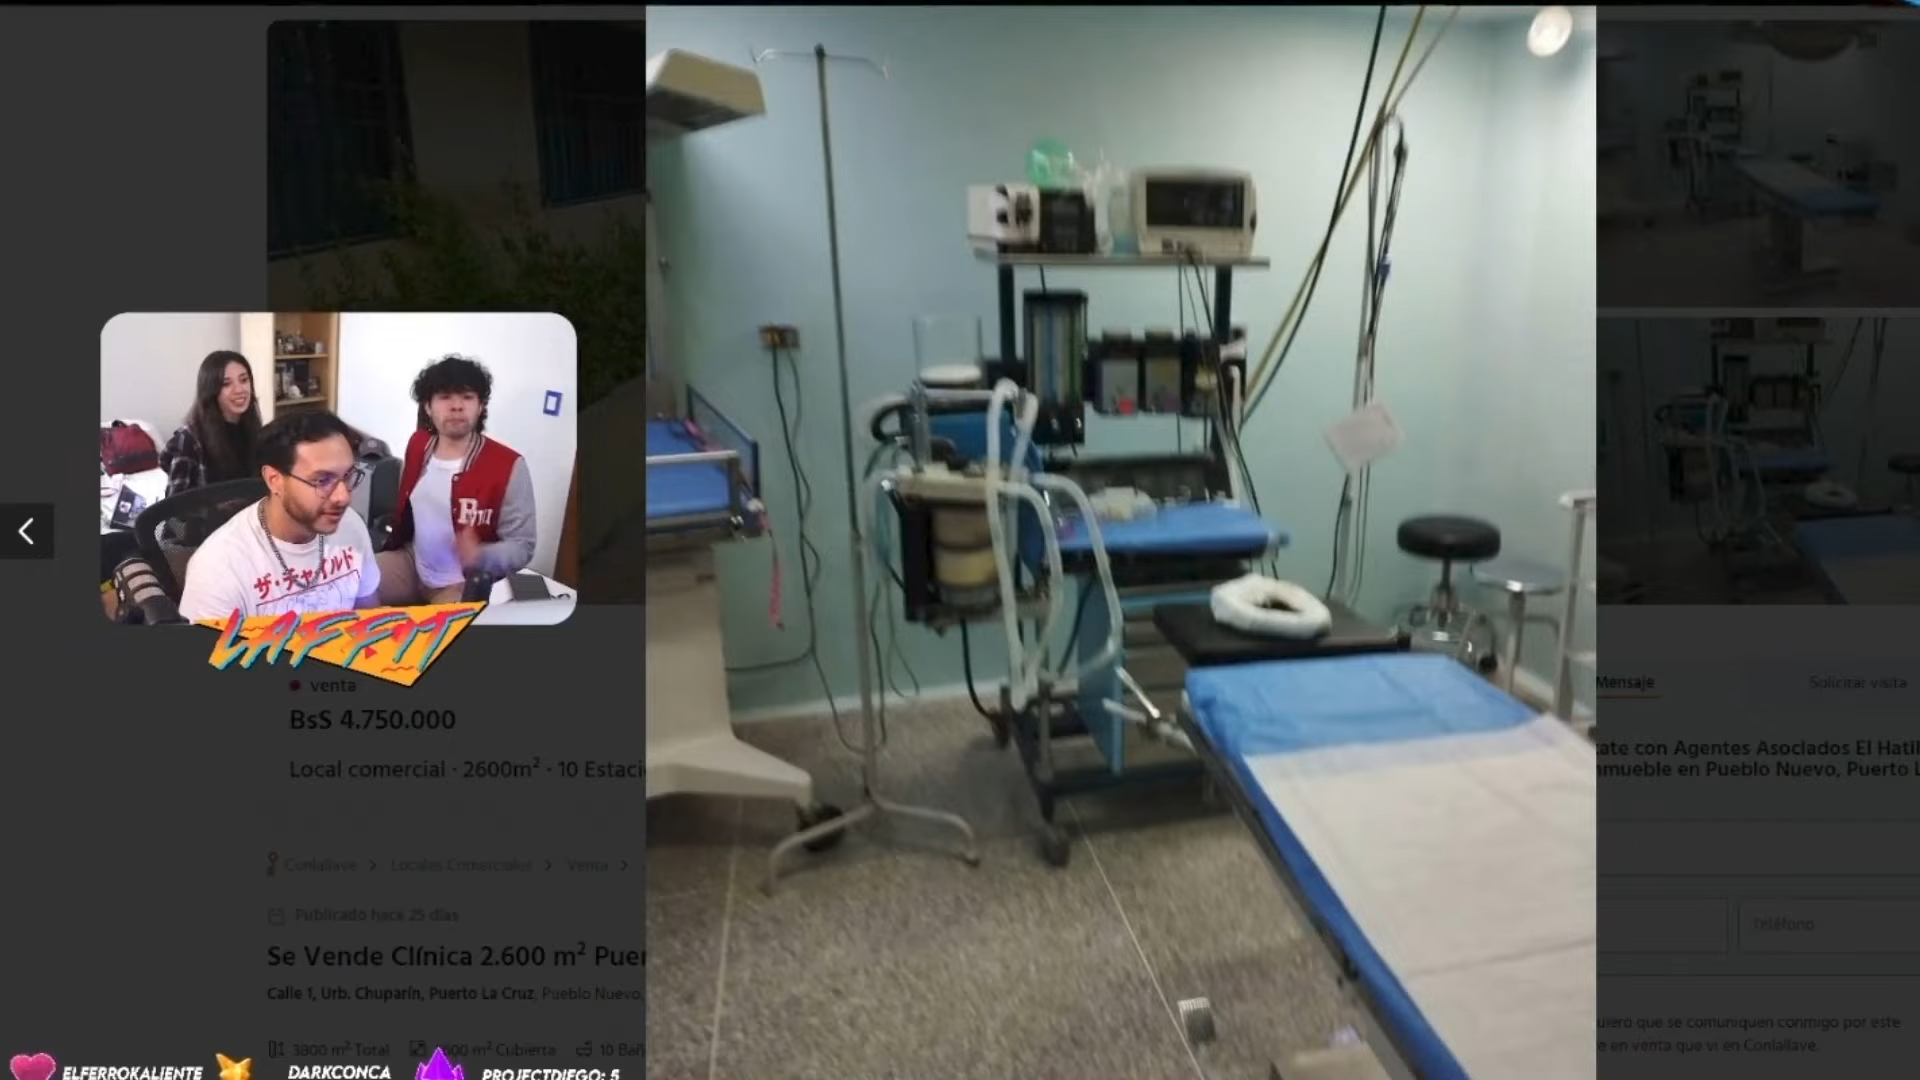 ザ・チャイルド
LAFFIT
venta
BsS 4.750.000
Local comercial · 2600m² · 10 Estaci
Conlallave > Locales Comerciales > Venta >
Publicado hace 25 días
Se Vende Clínica 2.600 m² Puer
Calle 1, Urb. Chuparín, Puerto La Cruz, Pueblo Nuevo,
3800 m² Total
600 m² Cubierta
10 Bañ
ELFERROKALIENTE
DARKCONCA
PROJECTDIEGO: 5
Mensaje
Solicitar visita
tate con Agentes Asociados El Hatil
nmueble en Pueblo Nuevo, Puerto L
Teléfono
uiero que se comuniquen conmigo por este
e en venta que vi en Conlallave.